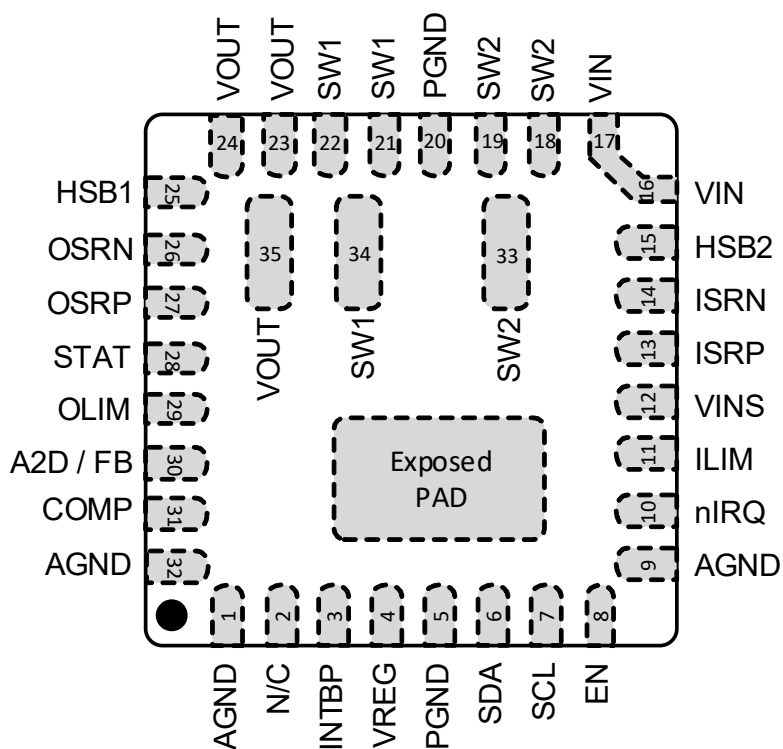 VOUT
VOUT
SW1
SW1
PGND
SW2
SW2
VIN
24
23
22
21
20
19
18
17
HSB1
25
16
VIN
OSRN
26
15
HSB2
OSRP
27
14
ISRN
STAT
28
13
ISRP
OLIM
29
12
VINS
A2D / FB
30
11
ILIM
COMP
31
10
nIRQ
AGND
32
9
AGND
35
34
33
VOUT
SW1
SW2
Exposed
PAD
1
2
3
4
5
6
7
8
AGND
N/C
INTBP
VREG
PGND
SDA
SCL
EN